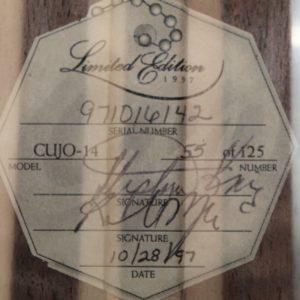 Limited Edition
1997
971016142
SERIAL NUMBER
CUJO-14 55 of 125
MODEL NUMBER
SIGNATURE
SIGNATURE
10/28/97
DATE